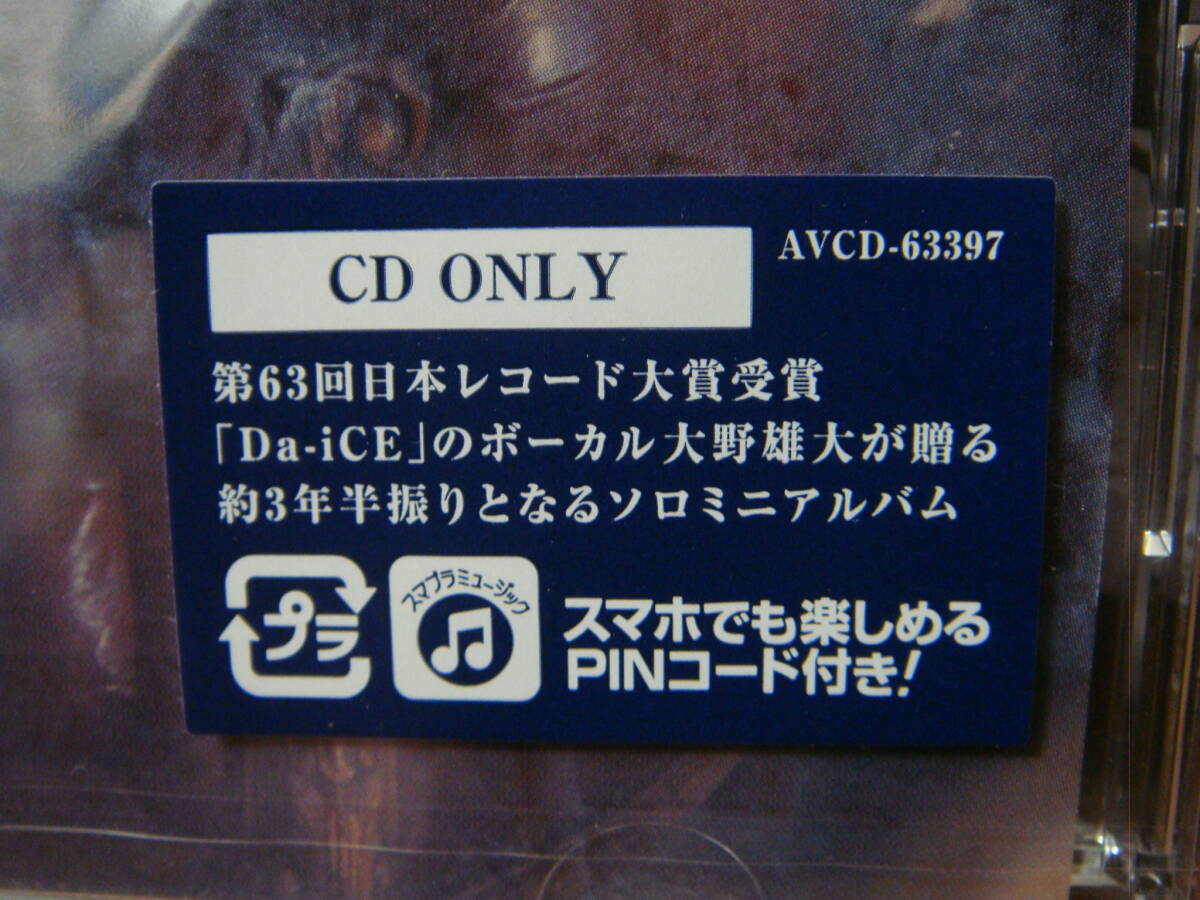 CD ONLY
AVCD-63397
第63回日本レコード大賞受賞
「Da-iCE」のボーカル大野雄大が贈る
約3年半振りとなるソロミニアルバム
プラ
スマプラミュージック
スマホでも楽しめる
PINコード付き!